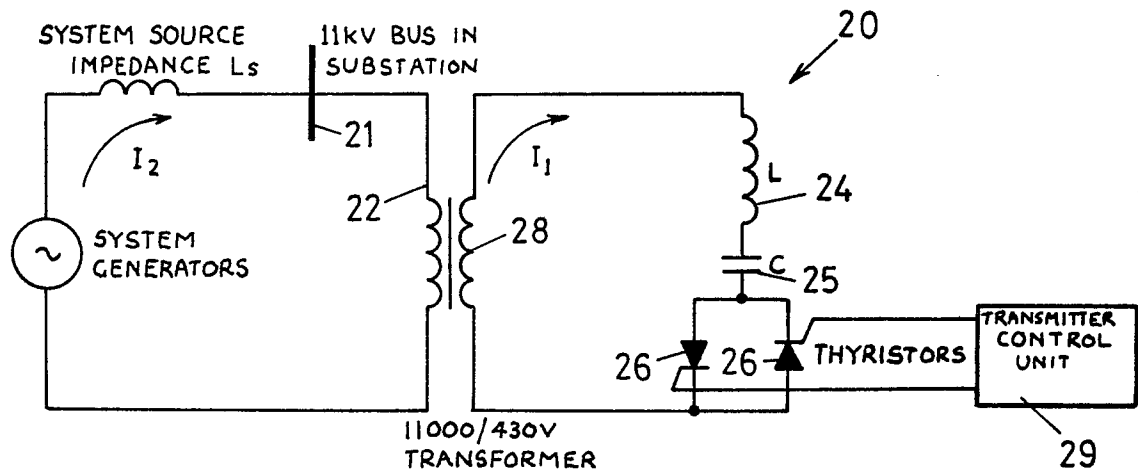 SYSTEM SOURCE
IMPEDANCE Ls
11kV BUS IN
SUBSTATION
20
21
I2
I1
22
28
L
24
C
25
SYSTEM
GENERATORS
26
26
THYRISTORS
TRANSMITTER
CONTROL
UNIT
29
11000/430V
TRANSFORMER